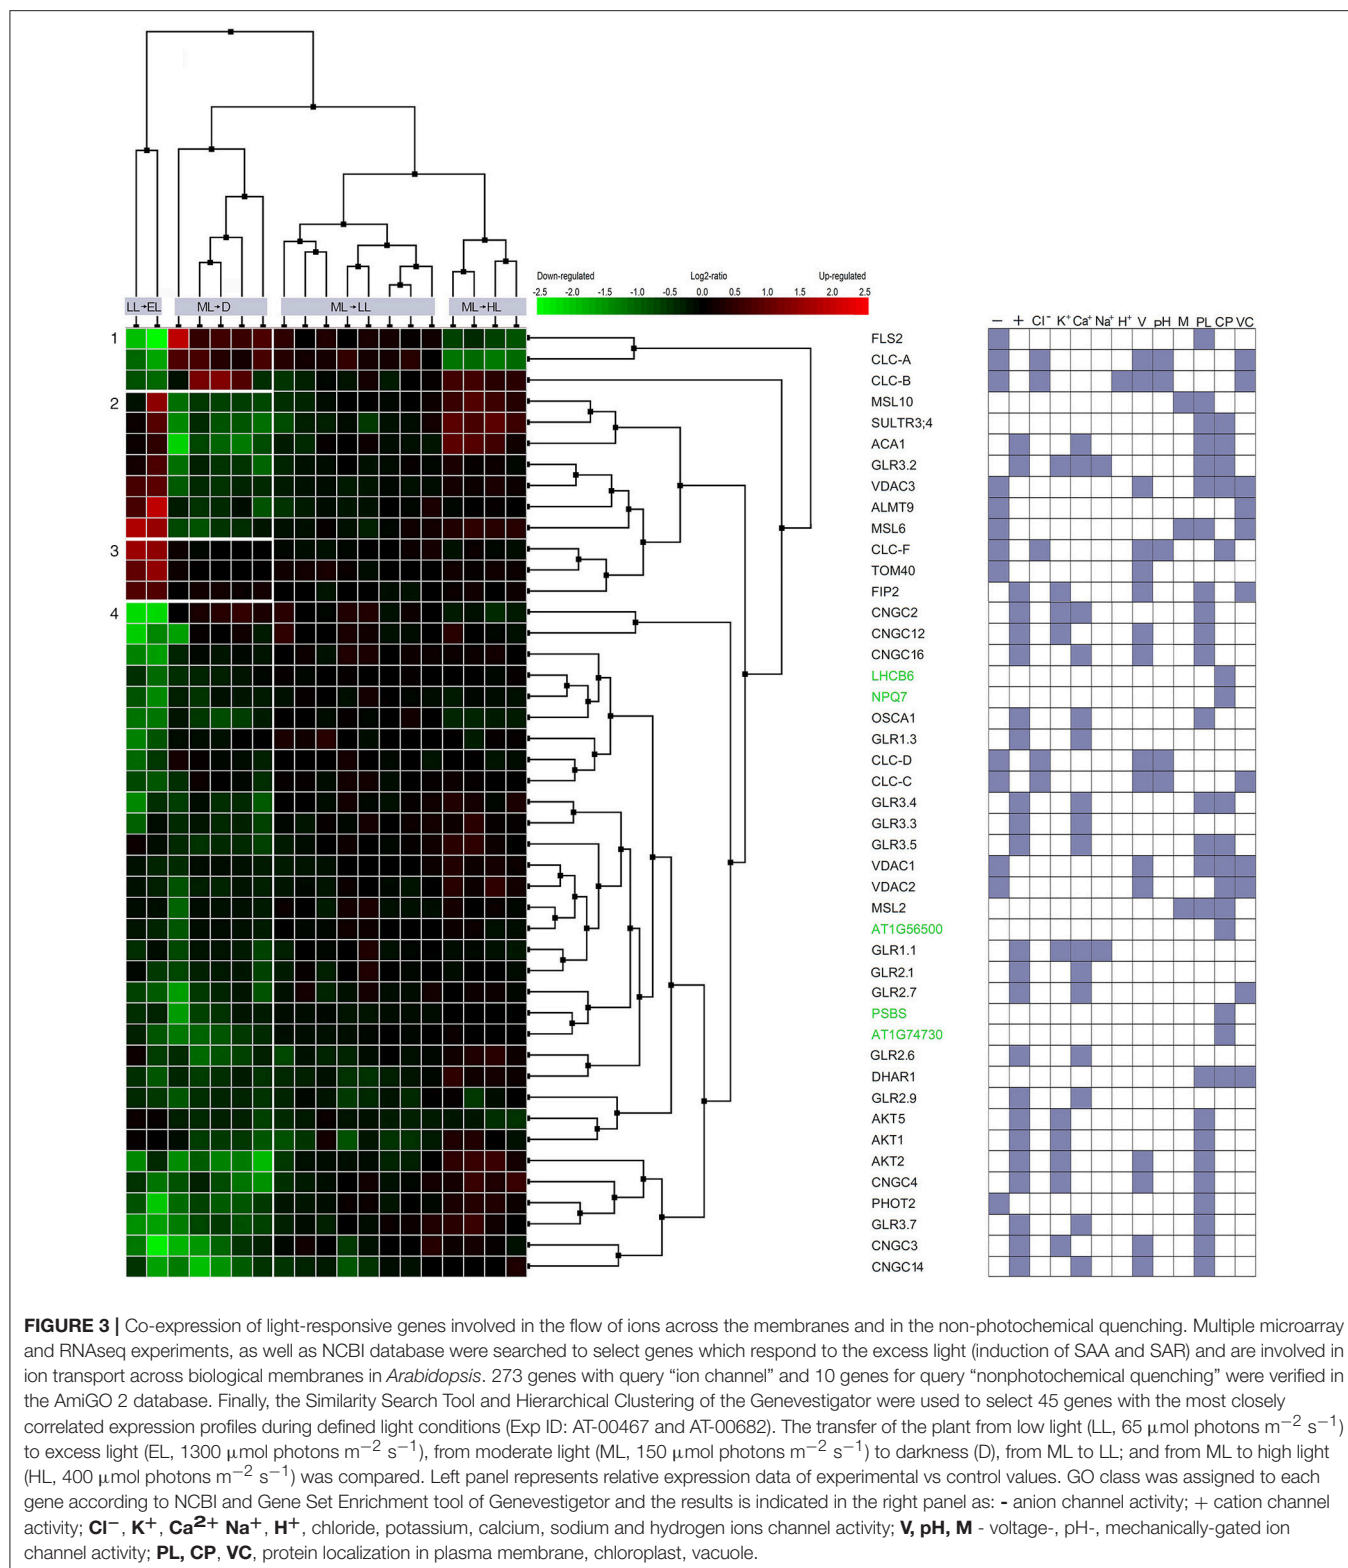 Down-regulated Log2-ratio Up-regulated
-2.5 -2.0 -1.5 -1.0 -0.5 0.0 0.5 1.0 1.5 2.0 2.5
LL→EL ML→D ML→LL ML→HL
− + Cl⁻ K⁺ Ca⁺ Na⁺ H⁺ V pH M PL CP VC
1 FLS2
CLC-A
CLC-B
2 MSL10
SULTR3;4
ACA1
GLR3.2
VDAC3
ALMT9
MSL6
3 CLC-F
TOM40
FIP2
4 CNGC2
CNGC12
CNGC16
LHCB6
NPQ7
OSCA1
GLR1.3
CLC-D
CLC-C
GLR3.4
GLR3.3
GLR3.5
VDAC1
VDAC2
MSL2
AT1G56500
GLR1.1
GLR2.1
GLR2.7
PSBS
AT1G74730
GLR2.6
DHAR1
GLR2.9
AKT5
AKT1
AKT2
CNGC4
PHOT2
GLR3.7
CNGC3
CNGC14
FIGURE 3 | Co-expression of light-responsive genes involved in the flow of ions across the membranes and in the non-photochemical quenching. Multiple microarray
and RNAseq experiments, as well as NCBI database were searched to select genes which respond to the excess light (induction of SAA and SAR) and are involved in
ion transport across biological membranes in Arabidopsis. 273 genes with query “ion channel” and 10 genes for query “nonphotochemical quenching” were verified in
the AmiGO 2 database. Finally, the Similarity Search Tool and Hierarchical Clustering of the Genevestigator were used to select 45 genes with the most closely
correlated expression profiles during defined light conditions (Exp ID: AT-00467 and AT-00682). The transfer of the plant from low light (LL, 65 μmol photons m⁻² s⁻¹)
to excess light (EL, 1300 μmol photons m⁻² s⁻¹), from moderate light (ML, 150 μmol photons m⁻² s⁻¹) to darkness (D), from ML to LL; and from ML to high light
(HL, 400 μmol photons m⁻² s⁻¹) was compared. Left panel represents relative expression data of experimental vs control values. GO class was assigned to each
gene according to NCBI and Gene Set Enrichment tool of Genevestigetor and the results is indicated in the right panel as: - anion channel activity; + cation channel
activity; Cl⁻, K⁺, Ca²⁺ Na⁺, H⁺, chloride, potassium, calcium, sodium and hydrogen ions channel activity; V, pH, M - voltage-, pH-, mechanically-gated ion
channel activity; PL, CP, VC, protein localization in plasma membrane, chloroplast, vacuole.